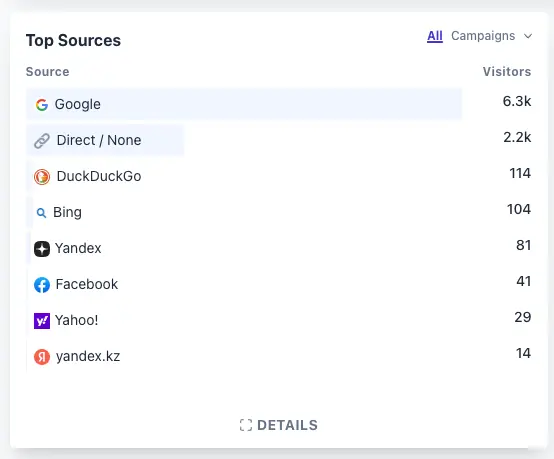 Top Sources All Campaigns
Source Visitors
Google 6.3k
Direct / None 2.2k
DuckDuckGo 114
Bing 104
Yandex 81
Facebook 41
Yahoo! 29
yandex.kz 14
DETAILS